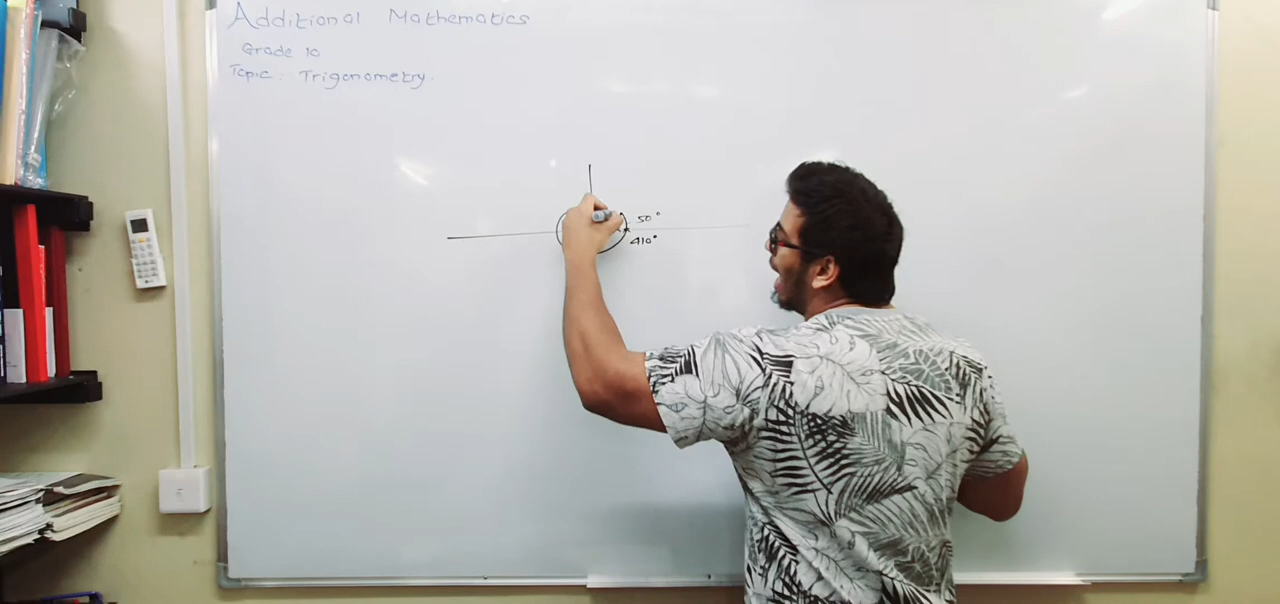 Additional Mathematics
Grade 10
Topic : Trigonometry.
50°
410°